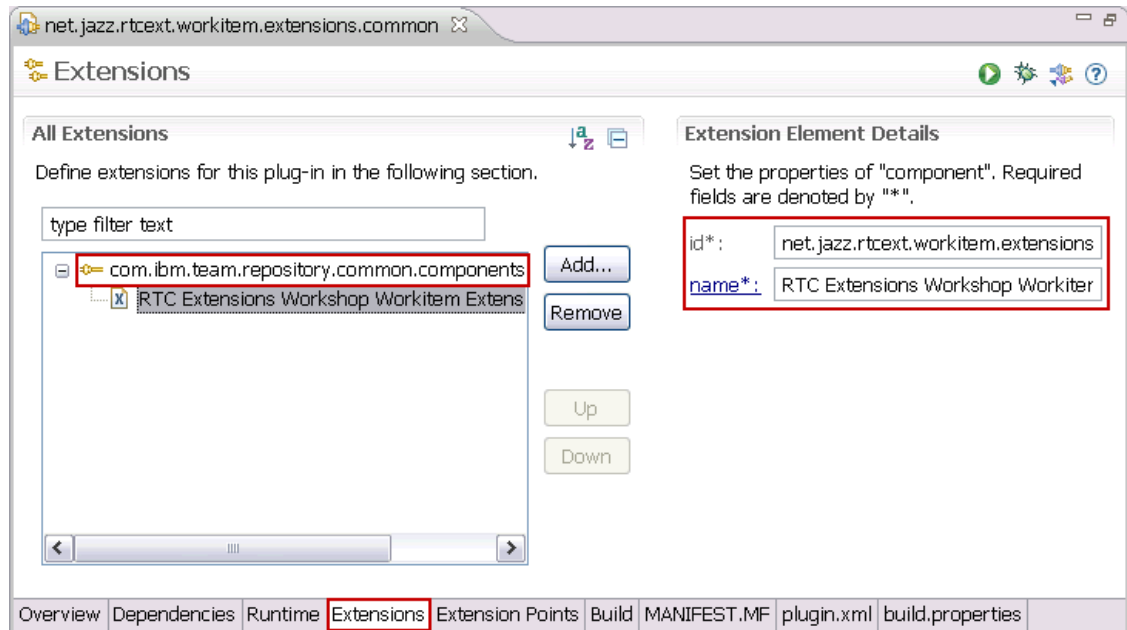 net.jazz.rtcext.workitem.extensions.common
Extensions
All Extensions
Define extensions for this plug-in in the following section.
type filter text
com.ibm.team.repository.common.components
RTC Extensions Workshop Workitem Extens
Add...
Remove
Up
Down
Extension Element Details
Set the properties of "component". Required
fields are denoted by "*".
id*: net.jazz.rtcext.workitem.extensions
name*: RTC Extensions Workshop Workiter
Overview Dependencies Runtime Extensions Extension Points Build MANIFEST.MF plugin.xml build.properties